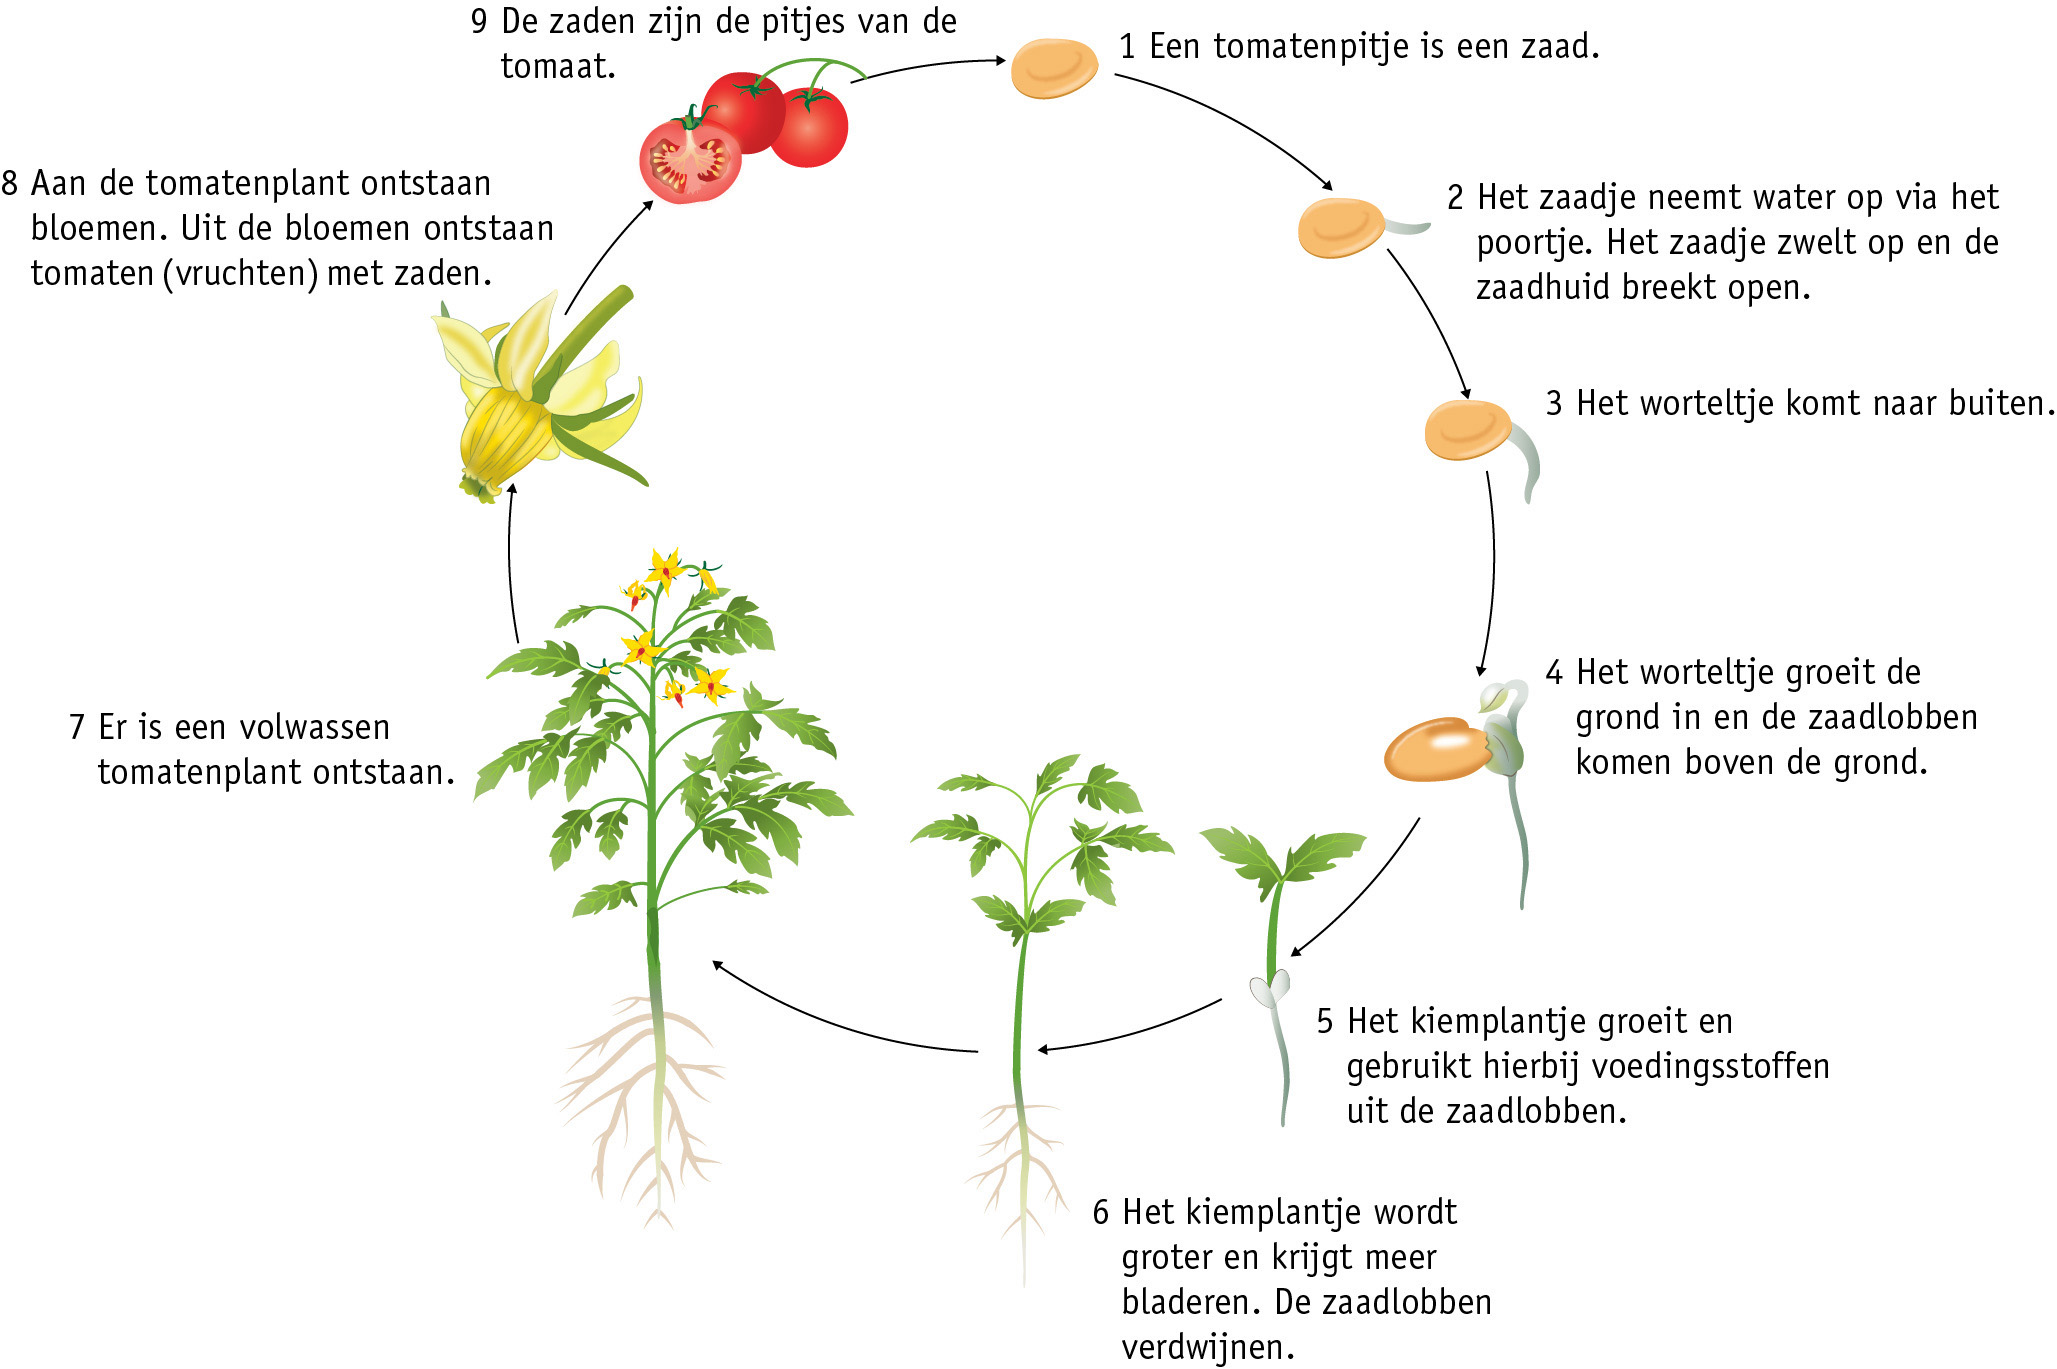 1 Een tomatenpitje is een zaad.
2 Het zaadje neemt water op via het
poortje. Het zaadje zwelt op en de
zaadhuid breekt open.
3 Het worteltje komt naar buiten.
4 Het worteltje groeit de
grond in en de zaadlobben
komen boven de grond.
5 Het kiemplantje groeit en
gebruikt hierbij voedingsstoffen
uit de zaadlobben.
6 Het kiemplantje wordt
groter en krijgt meer
bladeren. De zaadlobben
verdwijnen.
7 Er is een volwassen
tomatenplant ontstaan.
8 Aan de tomatenplant ontstaan
bloemen. Uit de bloemen ontstaan
tomaten (vruchten) met zaden.
9 De zaden zijn de pitjes van de
tomaat.